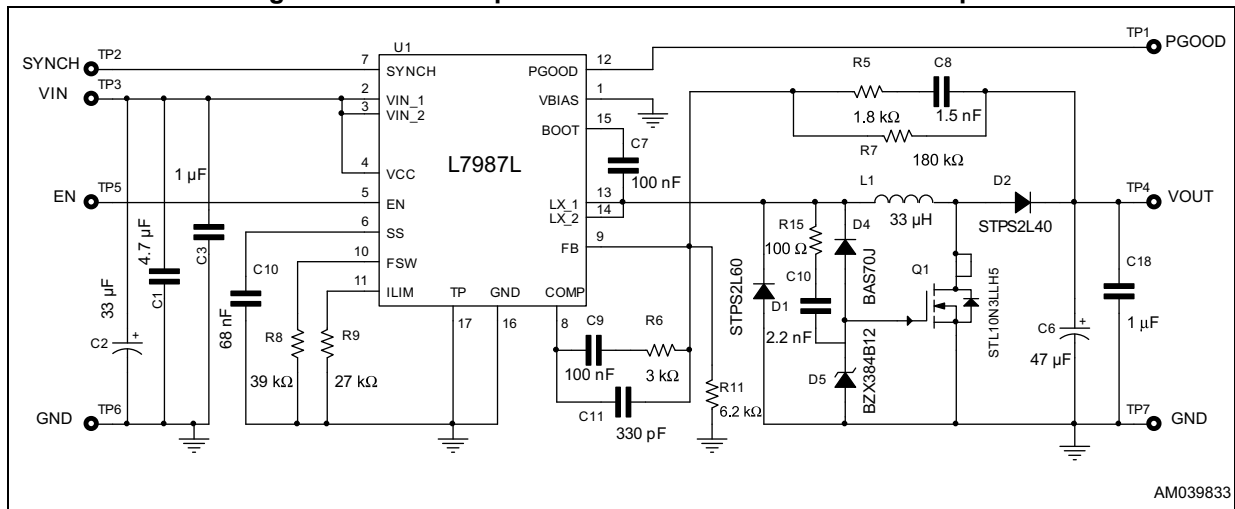 TP1
PGOOD
U1
SYNCH
TP2
7
SYNCH
PGOOD
12
VIN
TP3
2
VIN_1
3
VIN_2
VBIAS
1
BOOT
15
4
VCC
L7987L
C7
100 nF
R5
1.8 kΩ
C8
1.5 nF
R7
180 kΩ
EN
TP5
5
EN
LX_1
13
LX_2
14
L1
33 µH
D2
STPS2L40
TP4
VOUT
6
SS
FB
9
10
FSW
11
ILIM
TP
GND
COMP
17
16
8
1 µF
C3
4.7 µF
C1
33 µF
C2
+
C10
68 nF
R8
39 kΩ
R9
27 kΩ
C9
100 nF
R6
3 kΩ
C11
330 pF
R11
6.2 kΩ
STPS2L60
D1
R15
100 Ω
C10
2.2 nF
D4
BAS70J
D5
BZX384B12
Q1
STL10N3LLH5
C6
+
47 µF
C18
1 µF
GND
TP6
TP7
GND
AM039833